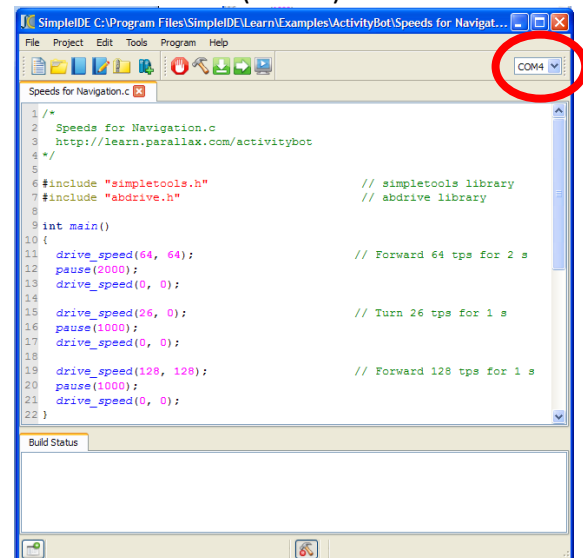 SimpleIDE C:\Program Files\SimpleIDE\Learn\Examples\ActivityBot\Speeds for Navigat...
File Project Edit Tools Program Help
COM4
Speeds for Navigation.c
1 /*
2 Speeds for Navigation.c
3 http://learn.parallax.com/activitybot
4 */
5
6 #include "simpletools.h" // simpletools library
7 #include "abdrive.h" // abdrive library
8
9 int main()
10 {
11 drive_speed(64, 64); // Forward 64 tps for 2 s
12 pause(2000);
13 drive_speed(0, 0);
14
15 drive_speed(26, 0); // Turn 26 tps for 1 s
16 pause(1000);
17 drive_speed(0, 0);
18
19 drive_speed(128, 128); // Forward 128 tps for 1 s
20 pause(1000);
21 drive_speed(0, 0);
22 }
Build Status